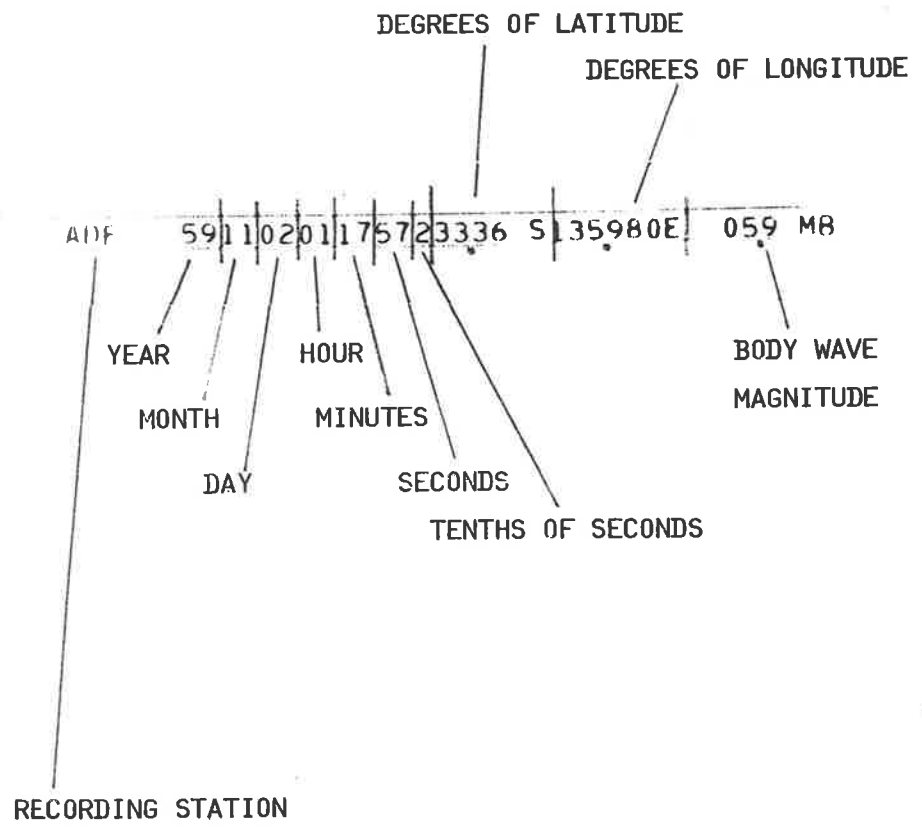 DEGREES OF LATITUDE
DEGREES OF LONGITUDE
59 11 02 01 17 57 2 3336 S 135980E 059 MB
YEAR
HOUR
BODY WAVE
MAGNITUDE
MONTH
MINUTES
DAY
SECONDS
TENTHS OF SECONDS
RECORDING STATION